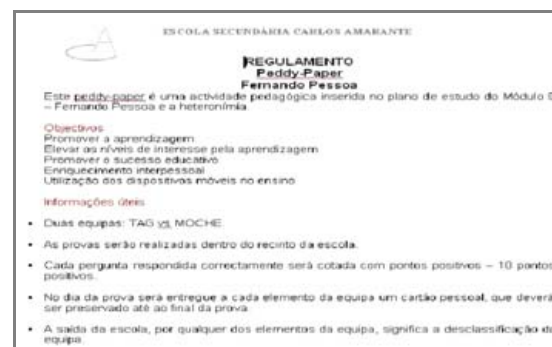 ESCOLA SECUNDÁRIA CARLOS AMARANTE
REGULAMENTO
Peddy-Paper
Fernando Pessoa
Este peddy-paper é uma actividade pedagógica inserida no plano de estudo do Módulo
– Fernando Pessoa e a heteronímia.
Objectivos
Promover a aprendizagem
Elevar os níveis de interesse pela aprendizagem
Promover o sucesso educativo
Enriquecimento interpessoal
Utilização dos dispositivos móveis no ensino
Informações úteis
• Duas equipas: TAG vs MOCHE.
• As provas serão realizadas dentro do recinto da escola.
• Cada pergunta respondida correctamente será cotada com pontos positivos – 10 pontos
positivos.
• No dia da prova será entregue a cada elemento da equipa um cartão pessoal, que deverá
ser preservado até ao final da prova.
• A saída da escola, por qualquer dos elementos da equipa, significa a desclassificação da
equipa.